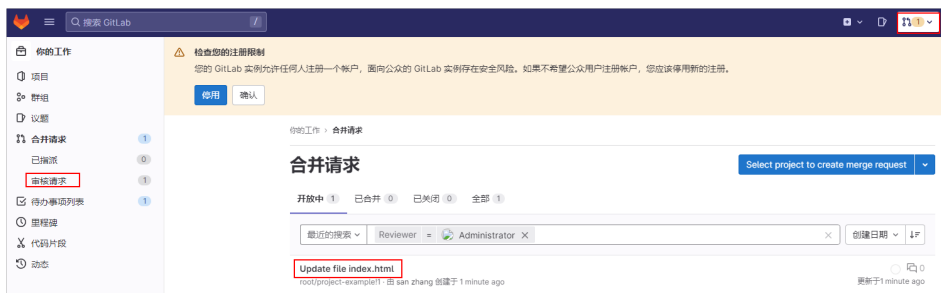 搜索 GitLab
/
1
你的工作
项目
群组
议题
合并请求 1
已指派 0
审核请求 1
待办事项列表 1
里程碑
代码片段
动态
检查您的注册限制
您的 GitLab 实例允许任何人注册一个帐户，面向公众的 GitLab 实例存在安全风险。如果不希望公众用户注册帐户，您应该停用新的注册。
停用 确认
你的工作 › 合并请求
合并请求
Select project to create merge request
开放中 1 已合并 0 已关闭 0 全部 1
最近的搜索 Reviewer = Administrator
创建日期
Update file index.html
root/project-example!1 · 由 san zhang 创建于 1 minute ago
0
更新于1 minute ago